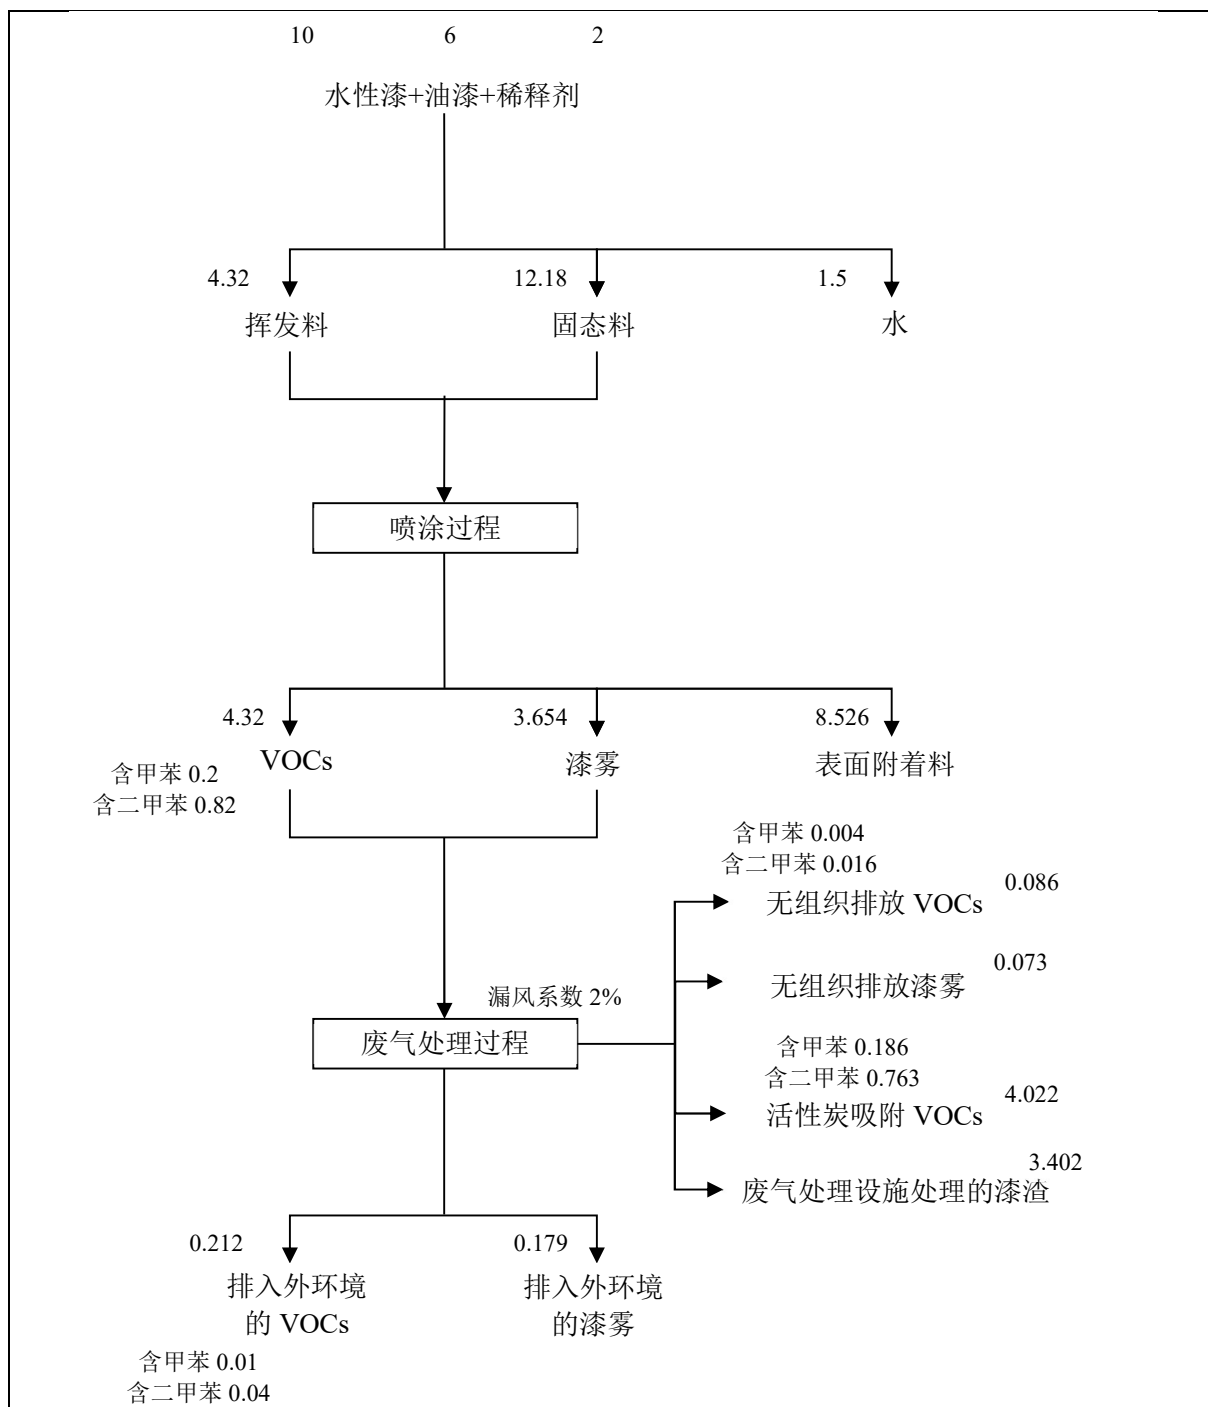 10 6 2
水性漆+油漆+稀释剂
4.32 12.18 1.5
挥发料 固态料 水
喷涂过程
4.32 3.654 8.526
VOCs 漆雾 表面附着料
含甲苯 0.2
含二甲苯 0.82
含甲苯 0.004
含二甲苯 0.016
无组织排放 VOCs 0.086
无组织排放漆雾 0.073
漏风系数 2%
废气处理过程
含甲苯 0.186
含二甲苯 0.763
活性炭吸附 VOCs 4.022
废气处理设施处理的漆渣 3.402
0.212 0.179
排入外环境 排入外环境
的 VOCs 的漆雾
含甲苯 0.01
含二甲苯 0.04